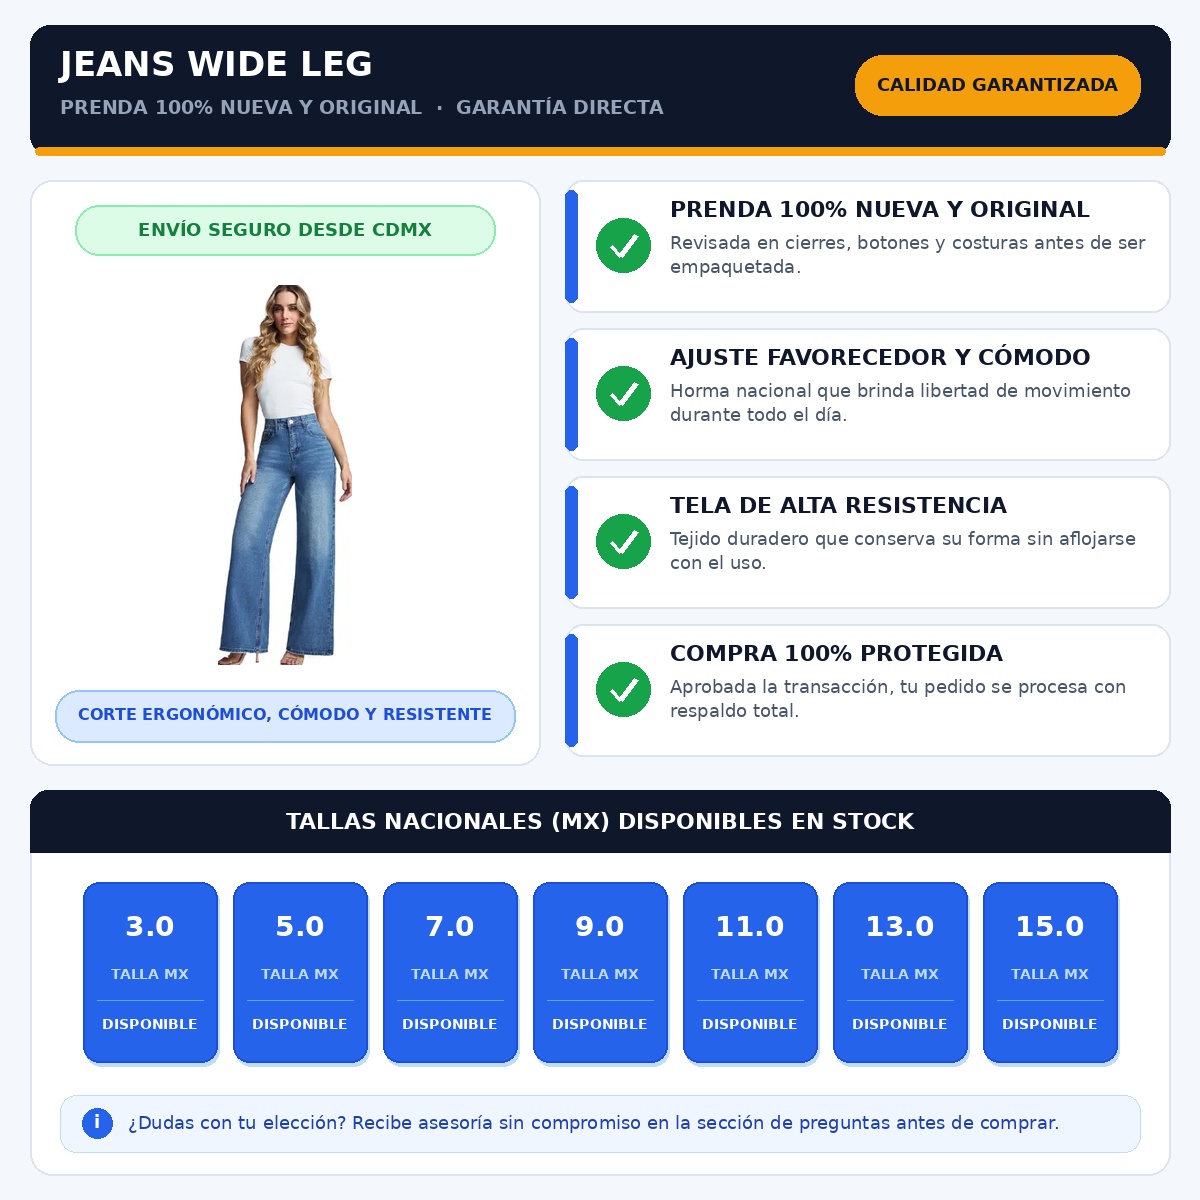 JEANS WIDE LEG
PRENDA 100% NUEVA Y ORIGINAL · GARANTÍA DIRECTA
CALIDAD GARANTIZADA
ENVÍO SEGURO DESDE CDMX
CORTE ERGONÓMICO, CÓMODO Y RESISTENTE
PRENDA 100% NUEVA Y ORIGINAL
Revisada en cierres, botones y costuras antes de ser
empaquetada.
AJUSTE FAVORECEDOR Y CÓMODO
Horma nacional que brinda libertad de movimiento
durante todo el día.
TELA DE ALTA RESISTENCIA
Tejido duradero que conserva su forma sin aflojarse
con el uso.
COMPRA 100% PROTEGIDA
Aprobada la transacción, tu pedido se procesa con
respaldo total.
TALLAS NACIONALES (MX) DISPONIBLES EN STOCK
3.0
TALLA MX
DISPONIBLE
5.0
TALLA MX
DISPONIBLE
7.0
TALLA MX
DISPONIBLE
9.0
TALLA MX
DISPONIBLE
11.0
TALLA MX
DISPONIBLE
13.0
TALLA MX
DISPONIBLE
15.0
TALLA MX
DISPONIBLE
i ¿Dudas con tu elección? Recibe asesoría sin compromiso en la sección de preguntas antes de comprar.